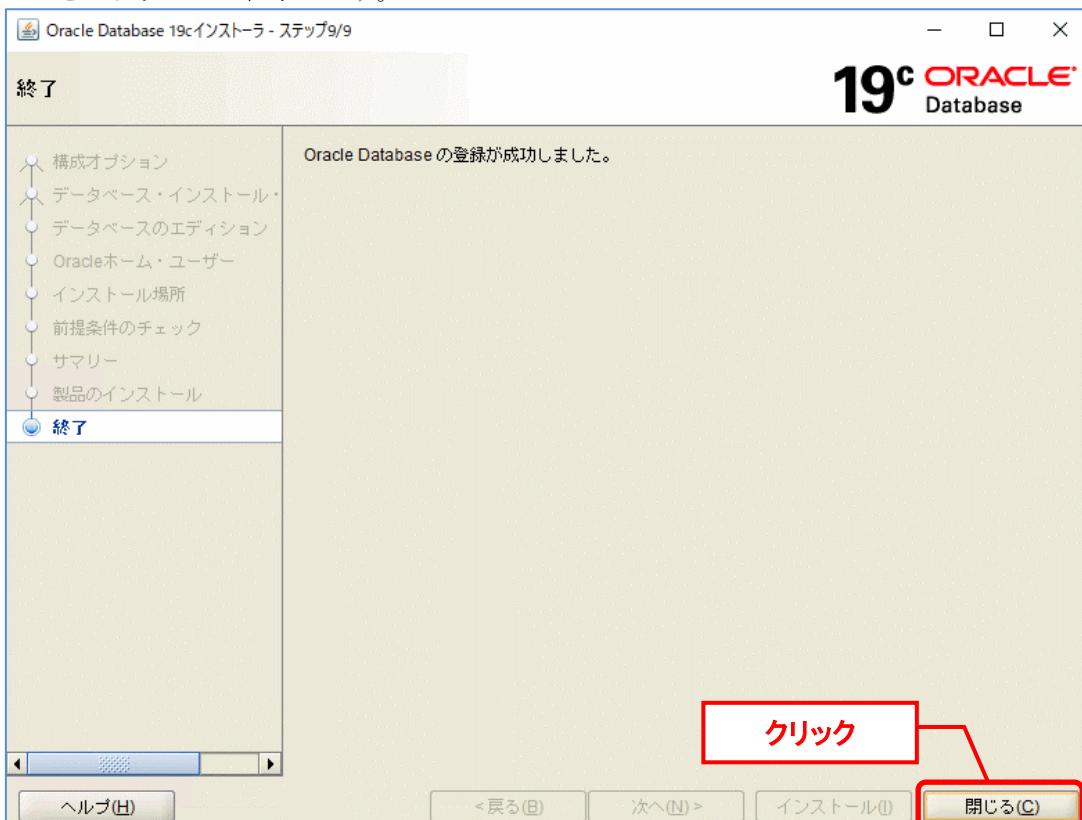 Oracle Database 19cインストーラ - ステップ9/9
終了
19c ORACLE
Database
構成オプション
データベース・インストール・
データベースのエディション
Oracleホーム・ユーザー
インストール場所
前提条件のチェック
サマリー
製品のインストール
終了
Oracle Database の登録が成功しました。
クリック
ヘルプ(H)
<戻る(B)
次へ(N)>
インストール(I)
閉じる(C)